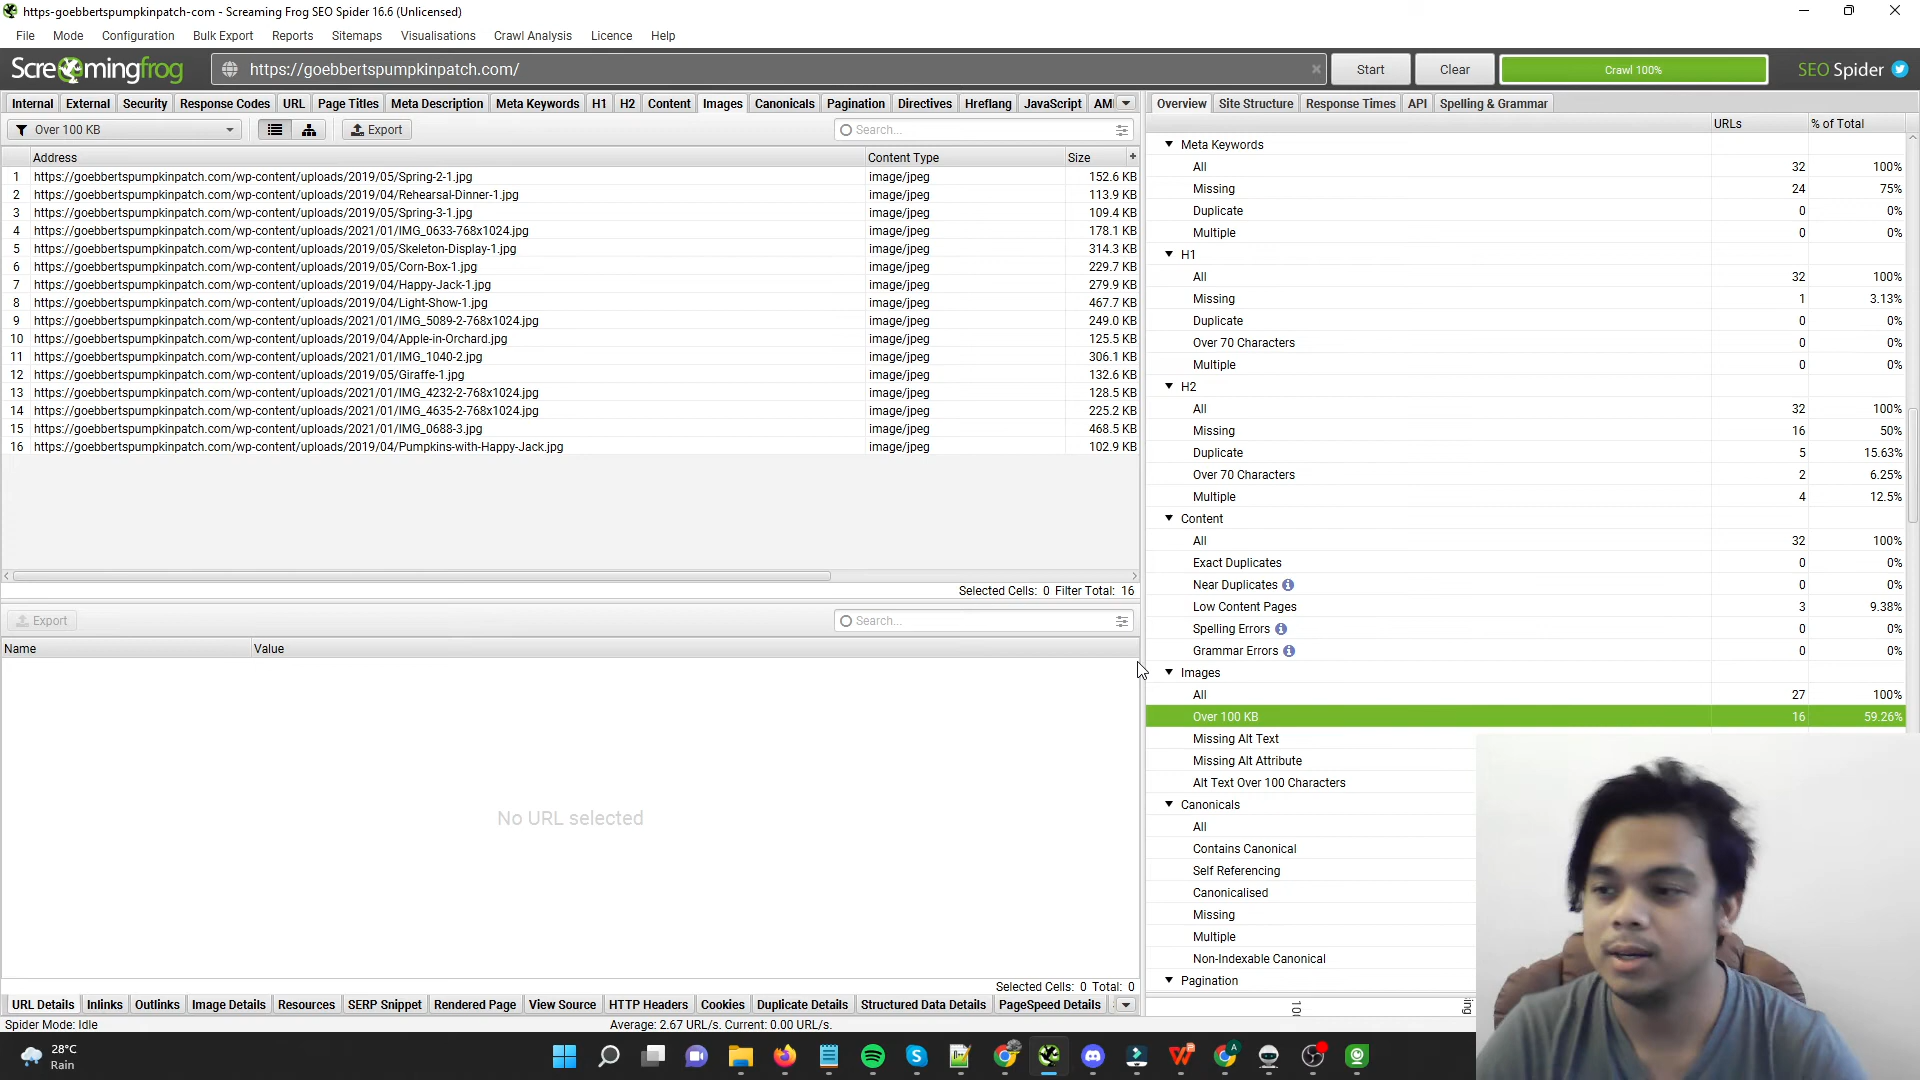 https-goebbertspumpkinpatch-com - Screaming Frog SEO Spider 16.6 (Unlicensed)
File Mode Configuration Bulk Export Reports Sitemaps Visualisations Crawl Analysis Licence Help
Screamingfrog https://goebbertspumpkinpatch.com/ Start Clear Crawl 100% SEO Spider
Internal External Security Response Codes URL Page Titles Meta Description Meta Keywords H1 H2 Content Images Canonicals Pagination Directives Hreflang JavaScript AMI
Over 100 KB Export Search...
Address Content Type Size
1 https://goebbertspumpkinpatch.com/wp-content/uploads/2019/05/Spring-2-1.jpg image/jpeg 152.6 KB
2 https://goebbertspumpkinpatch.com/wp-content/uploads/2019/04/Rehearsal-Dinner-1.jpg image/jpeg 113.9 KB
3 https://goebbertspumpkinpatch.com/wp-content/uploads/2019/05/Spring-3-1.jpg image/jpeg 109.4 KB
4 https://goebbertspumpkinpatch.com/wp-content/uploads/2021/01/IMG_0633-768x1024.jpg image/jpeg 178.1 KB
5 https://goebbertspumpkinpatch.com/wp-content/uploads/2019/05/Skeleton-Display-1.jpg image/jpeg 314.3 KB
6 https://goebbertspumpkinpatch.com/wp-content/uploads/2019/05/Corn-Box-1.jpg image/jpeg 229.7 KB
7 https://goebbertspumpkinpatch.com/wp-content/uploads/2019/04/Happy-Jack-1.jpg image/jpeg 279.9 KB
8 https://goebbertspumpkinpatch.com/wp-content/uploads/2019/04/Light-Show-1.jpg image/jpeg 467.7 KB
9 https://goebbertspumpkinpatch.com/wp-content/uploads/2021/01/IMG_5089-2-768x1024.jpg image/jpeg 249.0 KB
10 https://goebbertspumpkinpatch.com/wp-content/uploads/2019/04/Apple-in-Orchard.jpg image/jpeg 125.5 KB
11 https://goebbertspumpkinpatch.com/wp-content/uploads/2021/01/IMG_1040-2.jpg image/jpeg 306.1 KB
12 https://goebbertspumpkinpatch.com/wp-content/uploads/2019/05/Giraffe-1.jpg image/jpeg 132.6 KB
13 https://goebbertspumpkinpatch.com/wp-content/uploads/2021/01/IMG_4232-2-768x1024.jpg image/jpeg 128.5 KB
14 https://goebbertspumpkinpatch.com/wp-content/uploads/2021/01/IMG_4635-2-768x1024.jpg image/jpeg 225.2 KB
15 https://goebbertspumpkinpatch.com/wp-content/uploads/2021/01/IMG_0688-3.jpg image/jpeg 468.5 KB
16 https://goebbertspumpkinpatch.com/wp-content/uploads/2019/04/Pumpkins-with-Happy-Jack.jpg image/jpeg 102.9 KB
Selected Cells: 0 Filter Total: 16
Export Search...
Name Value
No URL selected
Selected Cells: 0 Total: 0
URL Details Inlinks Outlinks Image Details Resources SERP Snippet Rendered Page View Source HTTP Headers Cookies Duplicate Details Structured Data Details PageSpeed Details
Spider Mode: Idle Average: 2.67 URL/s. Current: 0.00 URL/s.
Overview Site Structure Response Times API Spelling & Grammar
URLs % of Total
Meta Keywords
All 32 100%
Missing 24 75%
Duplicate 0 0%
Multiple 0 0%
H1
All 32 100%
Missing 1 3.13%
Duplicate 0 0%
Over 70 Characters 0 0%
Multiple 0 0%
H2
All 32 100%
Missing 16 50%
Duplicate 5 15.63%
Over 70 Characters 2 6.25%
Multiple 4 12.5%
Content
All 32 100%
Exact Duplicates 0 0%
Near Duplicates 0 0%
Low Content Pages 3 9.38%
Spelling Errors 0 0%
Grammar Errors 0 0%
Images
All 27 100%
Over 100 KB 16 59.26%
Missing Alt Text
Missing Alt Attribute
Alt Text Over 100 Characters
Canonicals
All
Contains Canonical
Self Referencing
Canonicalised
Missing
Multiple
Non-Indexable Canonical
Pagination
28°C
Rain